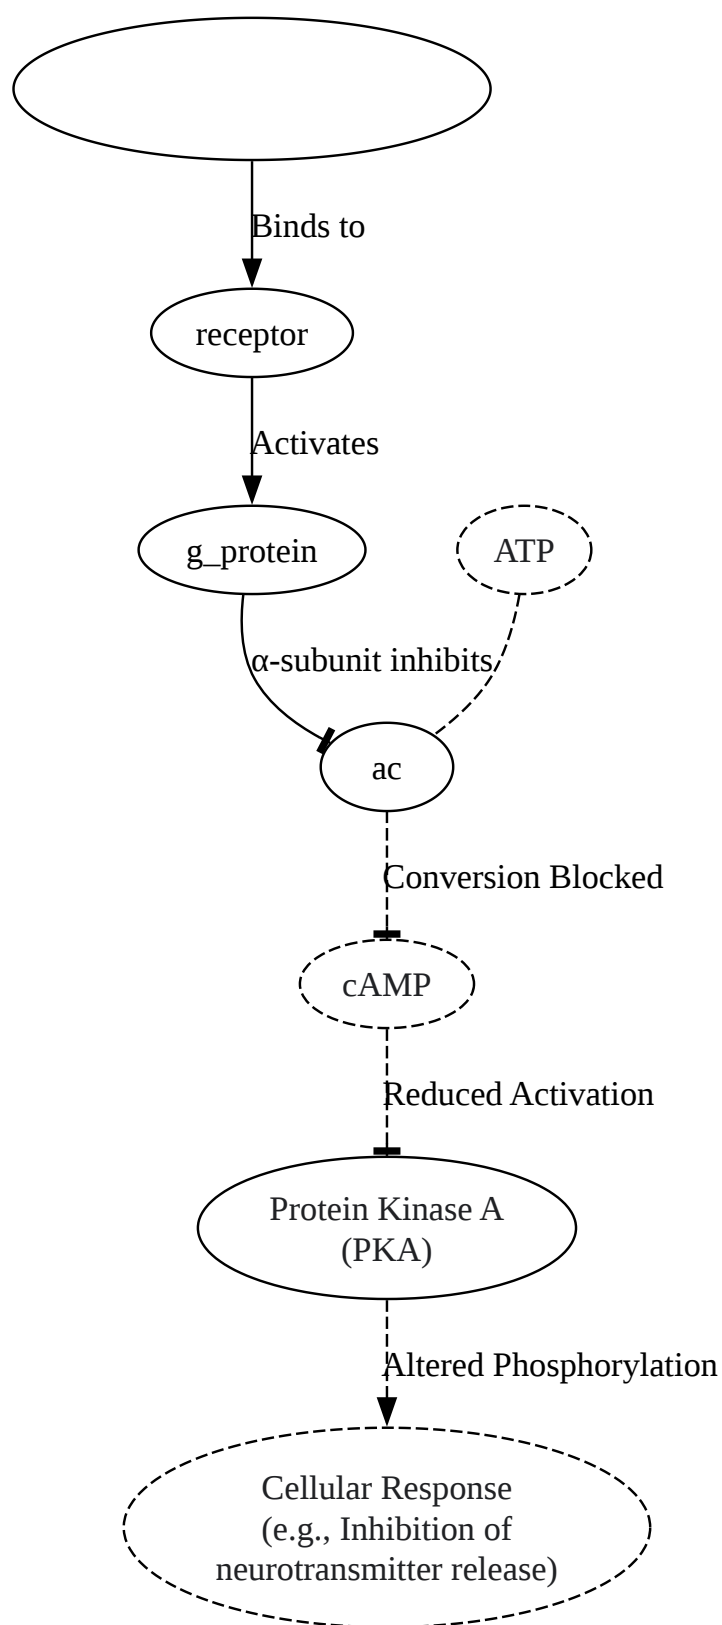 Binds to
receptor
Activates
g_protein
ATP
α-subunit inhibits
ac
Conversion Blocked
cAMP
Reduced Activation
Protein Kinase A
(PKA)
Altered Phosphorylation
Cellular Response
(e.g., Inhibition of
neurotransmitter release)